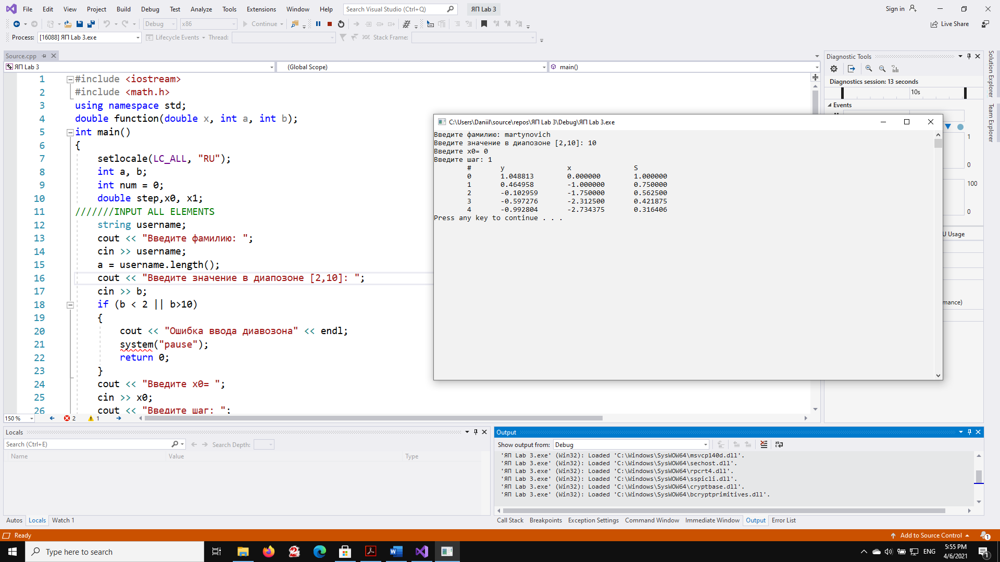 File Edit View Project Build Debug Test Analyze Tools Extensions Window Help Search Visual Studio (Ctrl+Q) ЯП Lab 3 Sign in
Debug x86 Continue Live Share
Process: [16088] ЯП Lab 3.exe Lifecycle Events Thread: Stack Frame:
Source.cpp
ЯП Lab 3 (Global Scope) main()
1 #include <iostream>
2 #include <math.h>
3 using namespace std;
4 double function(double x, int a, int b);
5 int main()
6 {
7 setlocale(LC_ALL, "RU");
8 int a, b;
9 int num = 0;
10 double step,x0, x1;
11 ///////INPUT ALL ELEMENTS
12 string username;
13 cout << "Введите фамилию: ";
14 cin >> username;
15 a = username.length();
16 cout << "Введите значение в диапозоне [2,10]: ";
17 cin >> b;
18 if (b < 2 || b>10)
19 {
20 cout << "Ошибка ввода диавозона" << endl;
21 system("pause");
22 return 0;
23 }
24 cout << "Введите x0= ";
25 cin >> x0;
26 cout << "Введите шаг: ";
150 % 2 1
C:\Users\Daniil\source\repos\ЯП Lab 3\Debug\ЯП Lab 3.exe
Введите фамилию: martynovich
Введите значение в диапозоне [2,10]: 10
Введите x0= 0
Введите шаг: 1
# y x S
0 1.048813 0.000000 1.000000
1 0.464958 -1.000000 0.750000
2 -0.102959 -1.750000 0.562500
3 -0.597276 -2.312500 0.421875
4 -0.992804 -2.734375 0.316406
Press any key to continue . . .
Diagnostic Tools
Diagnostics session: 13 seconds
10s
Events
1
0
100
0
U Usage
mance)
Solution Explorer
Team Explorer
Locals
Search (Ctrl+E) Search Depth:
Name Value Type
Autos Locals Watch 1
Output
Show output from: Debug
'ЯП Lab 3.exe' (Win32): Loaded 'C:\Windows\SysWOW64\msvcp140d.dll'.
'ЯП Lab 3.exe' (Win32): Loaded 'C:\Windows\SysWOW64\sechost.dll'.
'ЯП Lab 3.exe' (Win32): Loaded 'C:\Windows\SysWOW64\rpcrt4.dll'.
'ЯП Lab 3.exe' (Win32): Loaded 'C:\Windows\SysWOW64\sspicli.dll'.
'ЯП Lab 3.exe' (Win32): Loaded 'C:\Windows\SysWOW64\cryptbase.dll'.
'ЯП Lab 3.exe' (Win32): Loaded 'C:\Windows\SysWOW64\bcryptprimitives.dll'.
Call Stack Breakpoints Exception Settings Command Window Immediate Window Output Error List
Ready Add to Source Control 1
Type here to search ENG 5:55 PM
4/6/2021 1